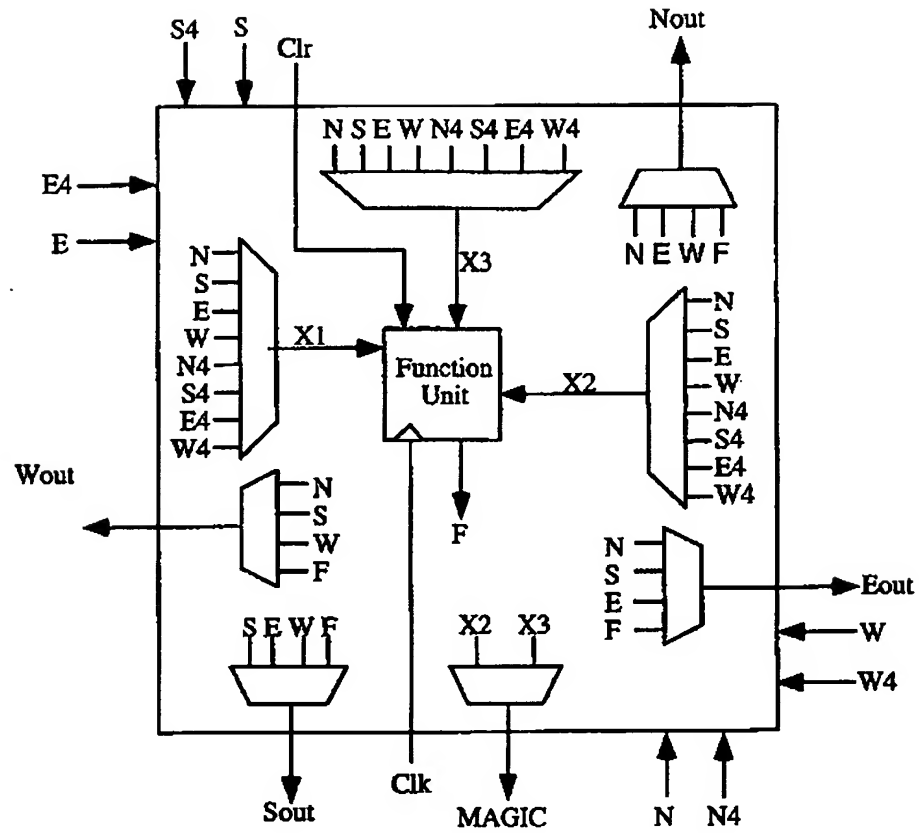 S4 S Clr Nout
N S E W N4 S4 E4 W4
E4
E
N E W F
X3
N
S
E
W
N4
S4
E4
W4
X1
Function
Unit
X2
N
S
E
W
N4
S4
E4
W4
Wout
N
S
W
F
F
N
S
E
F
Eout
W
W4
S E W F
X2 X3
Sout
Clk
MAGIC
N N4